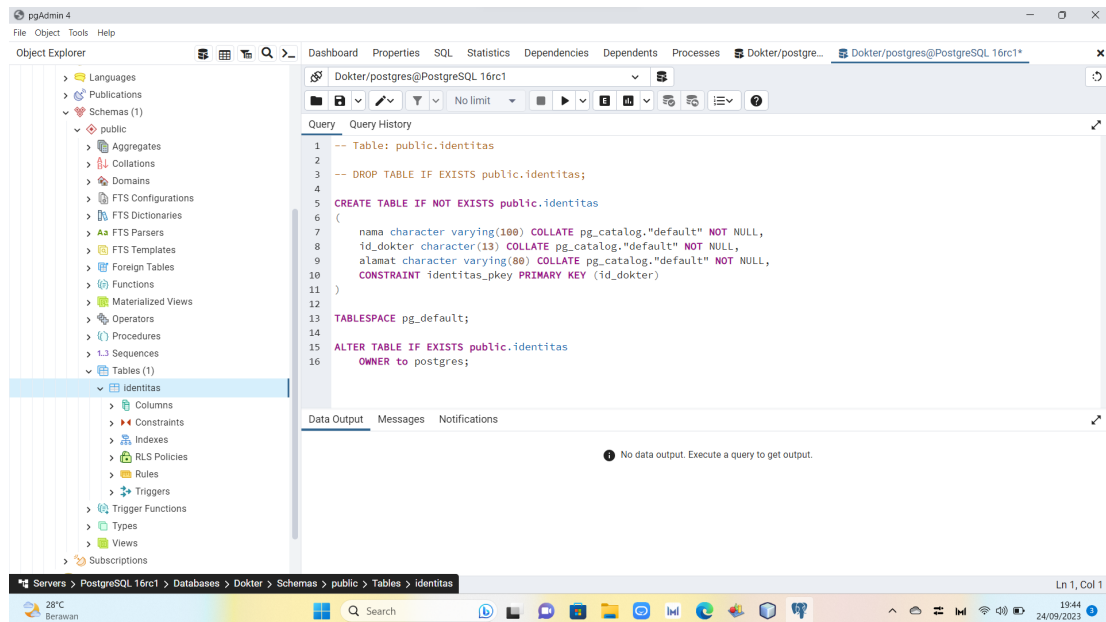 pgAdmin 4
File Object Tools Help
Object Explorer
Dashboard Properties SQL Statistics Dependencies Dependents Processes Dokter/postgre... Dokter/postgres@PostgreSQL 16rc1*
Languages
Publications
Schemas (1)
public
Aggregates
Collations
Domains
FTS Configurations
FTS Dictionaries
Aa FTS Parsers
FTS Templates
Foreign Tables
Functions
Materialized Views
Operators
Procedures
1..3 Sequences
Tables (1)
identitas
Columns
Constraints
Indexes
RLS Policies
Rules
Triggers
Trigger Functions
Types
Views
Subscriptions
Dokter/postgres@PostgreSQL 16rc1
No limit
Query Query History
1 -- Table: public.identitas
2
3 -- DROP TABLE IF EXISTS public.identitas;
4
5 CREATE TABLE IF NOT EXISTS public.identitas
6 (
7 nama character varying(100) COLLATE pg_catalog."default" NOT NULL,
8 id_dokter character(13) COLLATE pg_catalog."default" NOT NULL,
9 alamat character varying(80) COLLATE pg_catalog."default" NOT NULL,
10 CONSTRAINT identitas_pkey PRIMARY KEY (id_dokter)
11 )
12
13 TABLESPACE pg_default;
14
15 ALTER TABLE IF EXISTS public.identitas
16 OWNER to postgres;
Data Output Messages Notifications
No data output. Execute a query to get output.
Servers > PostgreSQL 16rc1 > Databases > Dokter > Schemas > public > Tables > identitas
Ln 1, Col 1
28°C
Berawan
Search
19:44
24/09/2023
3